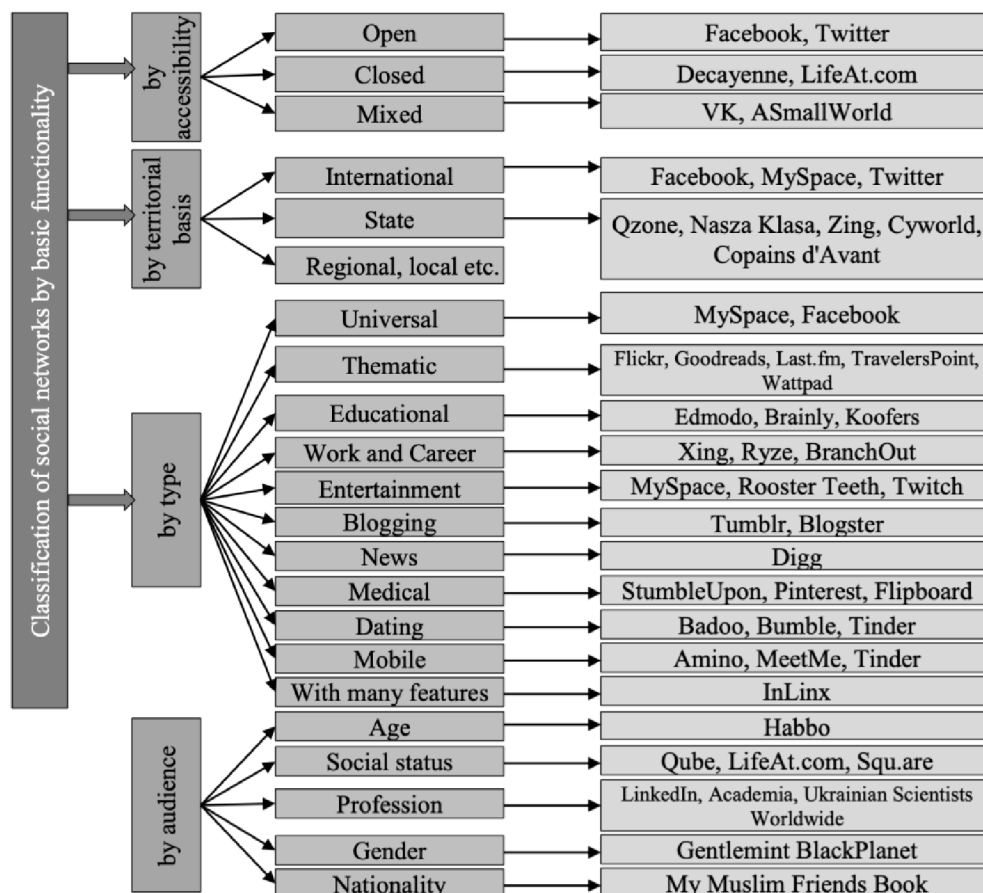 Classification of social networks by basic functionality
by
accessibility
Open
Facebook, Twitter
Closed
Decayenne, LifeAt.com
Mixed
VK, ASmallWorld
by territorial
basis
International
Facebook, MySpace, Twitter
State
Qzone, Nasza Klasa, Zing, Cyworld,
Copains d'Avant
Regional, local etc.
by type
Universal
MySpace, Facebook
Thematic
Flickr, Goodreads, Last.fm, TravelersPoint,
Wattpad
Educational
Edmodo, Brainly, Koofers
Work and Career
Xing, Ryze, BranchOut
Entertainment
MySpace, Rooster Teeth, Twitch
Blogging
Tumblr, Blogster
News
Digg
Medical
StumbleUpon, Pinterest, Flipboard
Dating
Badoo, Bumble, Tinder
Mobile
Amino, MeetMe, Tinder
With many features
InLinx
by audience
Age
Habbo
Social status
Qube, LifeAt.com, Squ.are
Profession
LinkedIn, Academia, Ukrainian Scientists
Worldwide
Gender
Gentlemint BlackPlanet
Nationality
My Muslim Friends Book